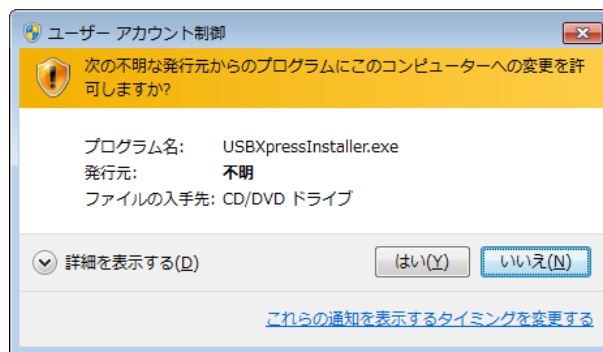 ユーザー アカウント制御
次の不明な発行元からのプログラムにこのコンピューターへの変更を許
可しますか?
プログラム名: USBXpressInstaller.exe
発行元: 不明
ファイルの入手先: CD/DVD ドライブ
詳細を表示する(D)
はい(Y)
いいえ(N)
これらの通知を表示するタイミングを変更する